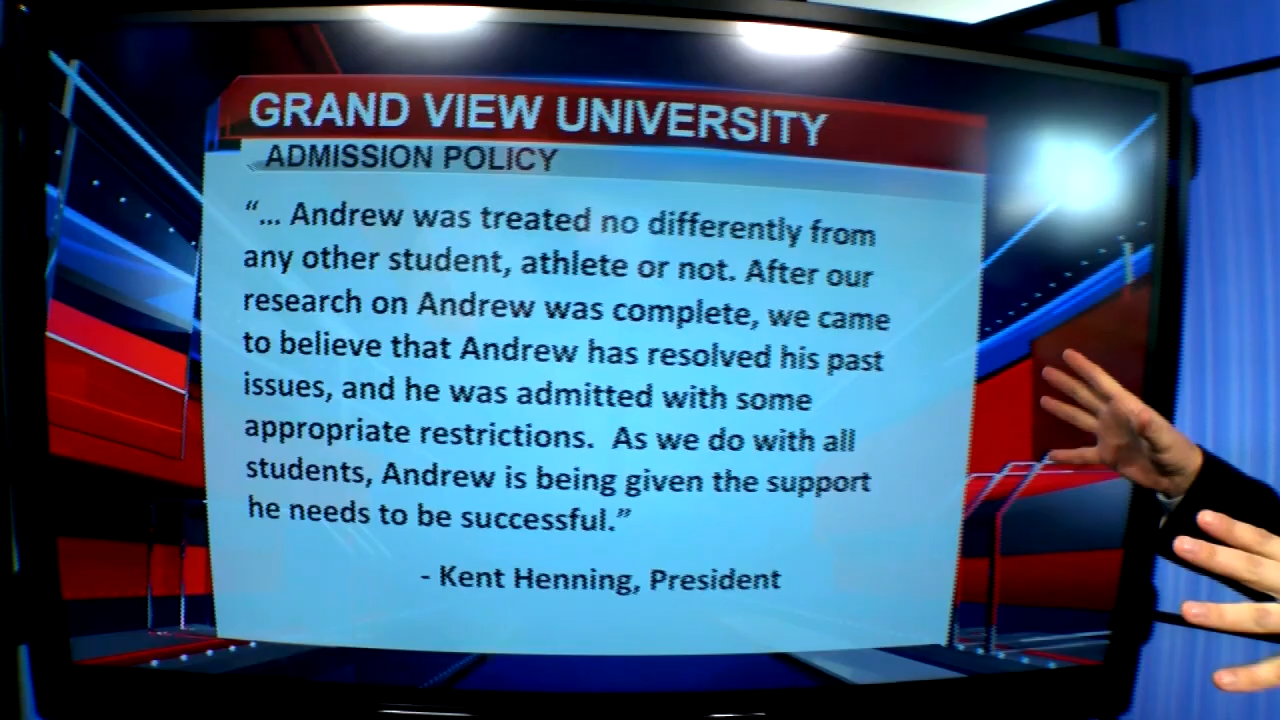 GRAND VIEW UNIVERSITY
ADMISSION POLICY
“... Andrew was treated no differently from
any other student, athlete or not. After our
research on Andrew was complete, we came
to believe that Andrew has resolved his past
issues, and he was admitted with some
appropriate restrictions. As we do with all
students, Andrew is being given the support
he needs to be successful.”
- Kent Henning, President